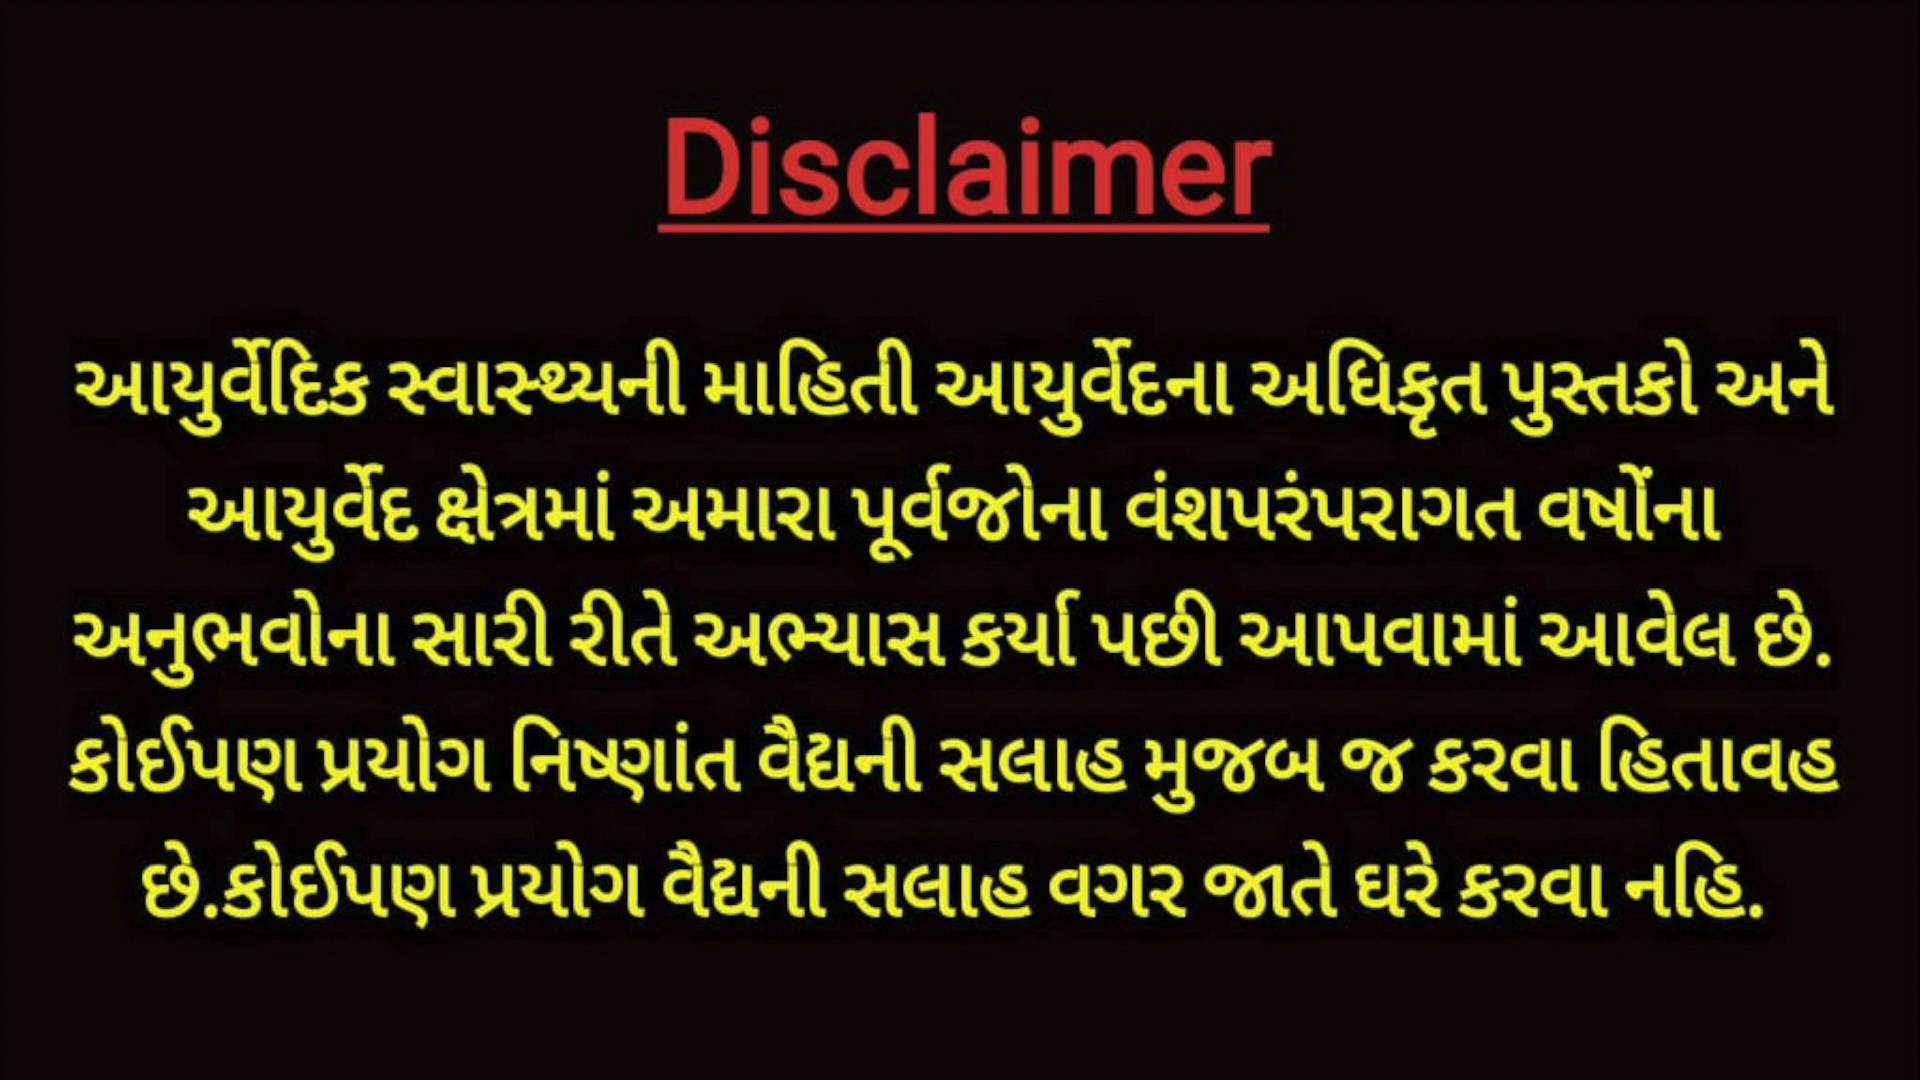 Disclaimer
આયુર્વેદિક સ્વાસ્થ્યની માહિતી આયુર્વેદના અધિકૃત પુસ્તકો અને
આયુર્વેદ ક્ષેત્રમાં અમારા પૂર્વજોના વંશપરંપરાગત વર્ષોના
અનુભવોના સારી રીતે અભ્યાસ કર્યા પછી આપવામાં આવેલ છે.
કોઈપણ પ્રયોગ નિષ્ણાંત વૈદ્યની સલાહ મુજબ જ કરવા હિતાવહ
છે.કોઈપણ પ્રયોગ વૈદ્યની સલાહ વગર જાતે ઘરે કરવા નહિ.